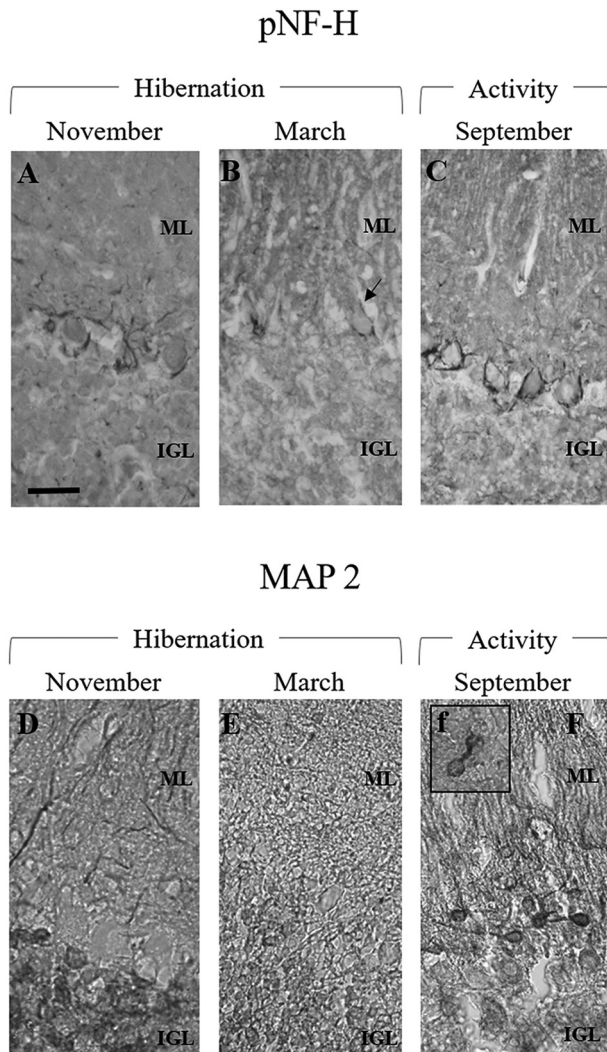 pNF-H
Hibernation Activity
November March September
A B C
ML ML ML
IGL IGL IGL
MAP 2
Hibernation Activity
November March September
D E f F
ML ML ML
IGL IGL IGL